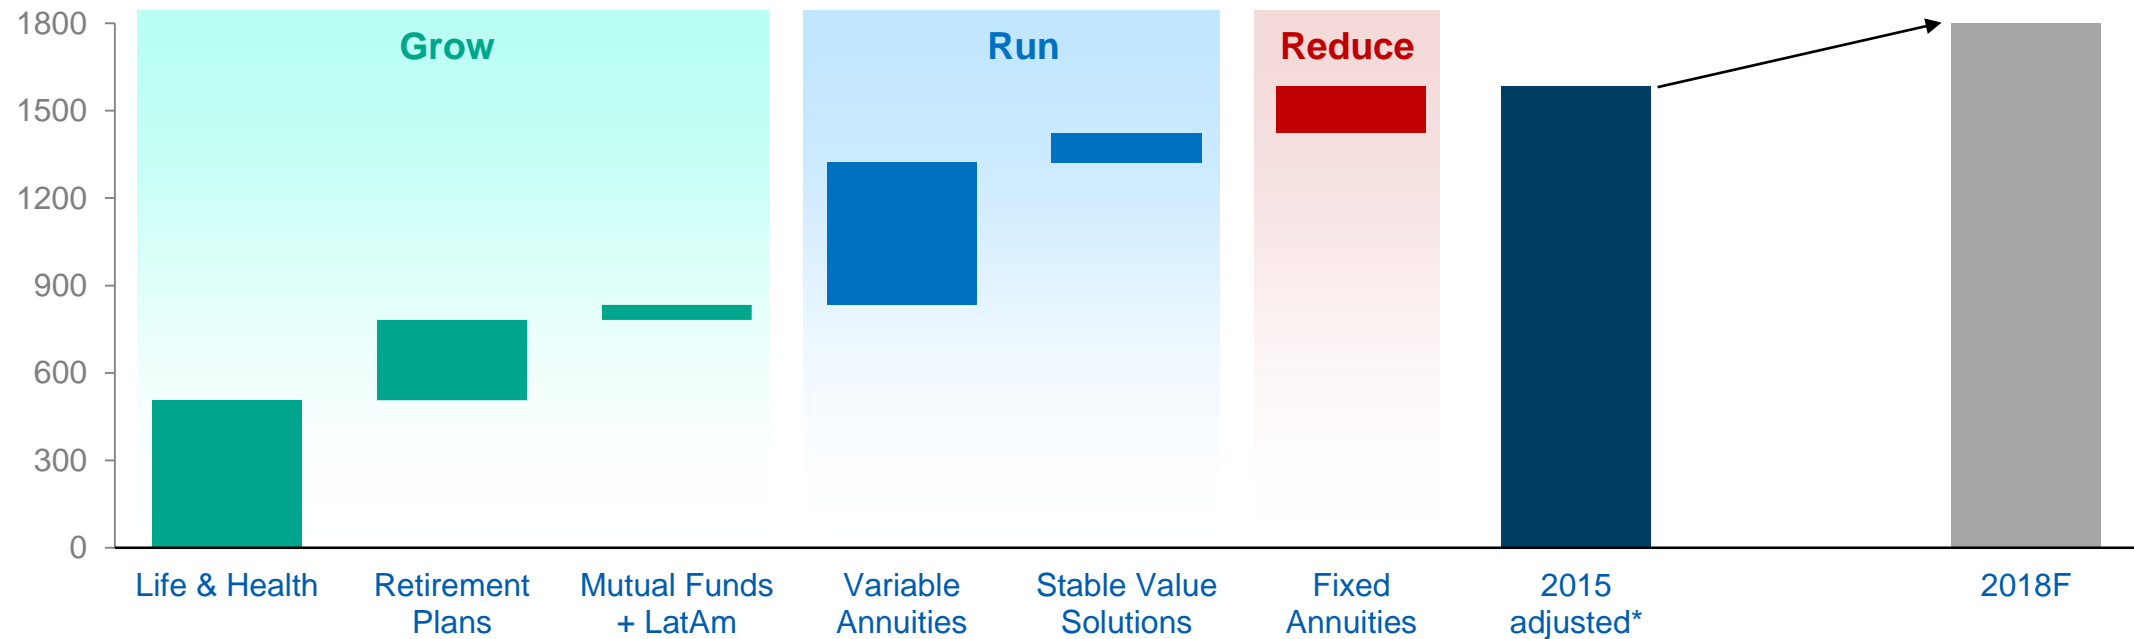 Grow
Run
Reduce
1800
1500
1200
900
600
300
0
Life & Health
Retirement
Plans
Mutual Funds
+ LatAm
Variable
Annuities
Stable Value
Solutions
Fixed
Annuities
2015
adjusted*
2018F